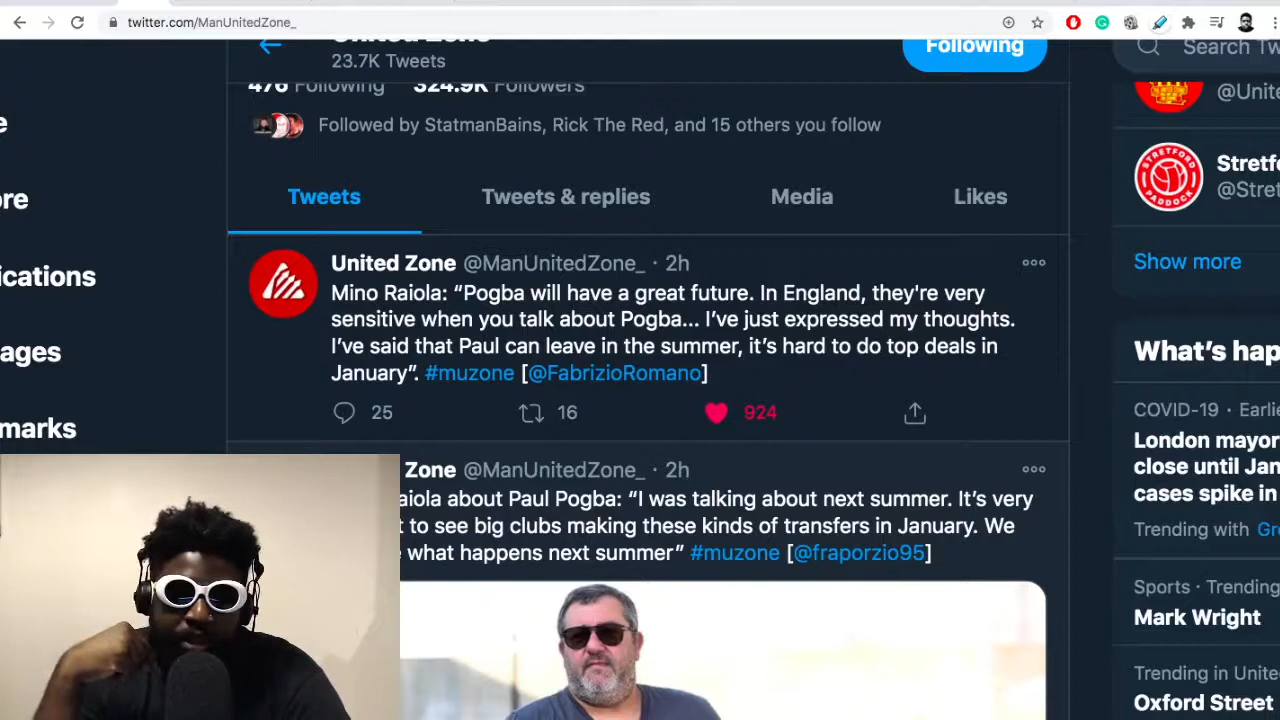 twitter.com/ManUnitedZone_
23.7K Tweets
Following
Search Tw
476 Following 324.9K Followers
@Unite
Followed by StatmanBains, Rick The Red, and 15 others you follow
STRETFORD
PADDOCK
Stretfo
@Stret
Tweets
Tweets & replies
Media
Likes
ore
ications
ages
marks
Show more
United Zone @ManUnitedZone_ · 2h
Mino Raiola: “Pogba will have a great future. In England, they're very
sensitive when you talk about Pogba... I’ve just expressed my thoughts.
I’ve said that Paul can leave in the summer, it’s hard to do top deals in
January”. #muzone [@FabrizioRomano]
25 16 924
What’s hap
COVID-19 · Earlie
London mayor
close until Jan
cases spike in
Trending with Gre
Zone @ManUnitedZone_ · 2h
aiola about Paul Pogba: “I was talking about next summer. It’s very
t to see big clubs making these kinds of transfers in January. We
e what happens next summer” #muzone [@fraporzio95]
Sports · Trending
Mark Wright
Trending in United
Oxford Street